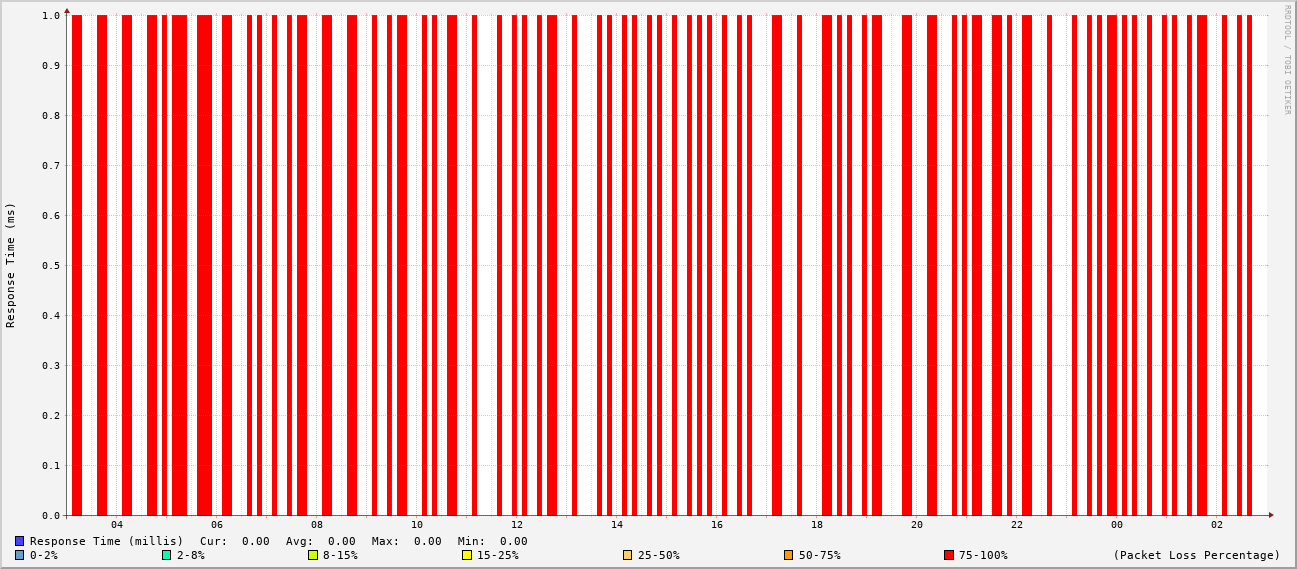 RRDTOOL / TOBI OETIKER
Response Time (ms)
1.0
0.9
0.8
0.7
0.6
0.5
0.4
0.3
0.2
0.1
0.0
04 06 08 10 12 14 16 18 20 22 00 02
Response Time (millis) Cur: 0.00 Avg: 0.00 Max: 0.00 Min: 0.00
0-2% 2-8% 8-15% 15-25% 25-50% 50-75% 75-100% (Packet Loss Percentage)